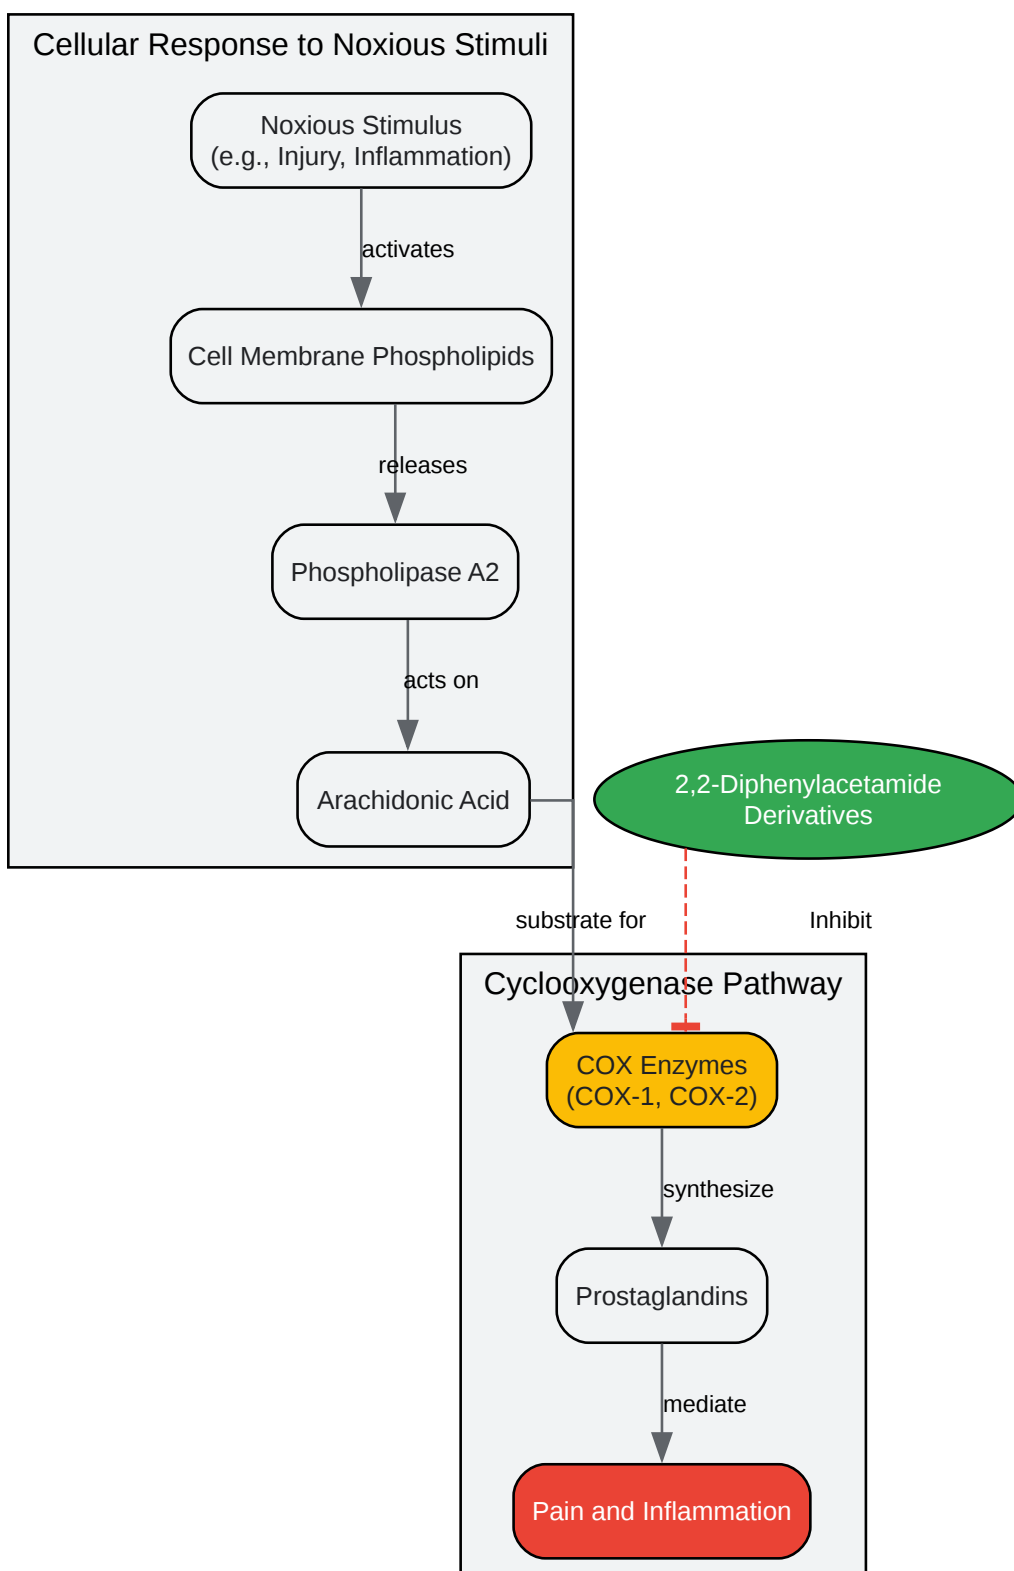 Cellular Response to Noxious Stimuli
Noxious Stimulus
(e.g., Injury, Inflammation)
activates
Cell Membrane Phospholipids
releases
Phospholipase A2
acts on
Arachidonic Acid
2,2-Diphenylacetamide
Derivatives
substrate for
Inhibit
Cyclooxygenase Pathway
COX Enzymes
(COX-1, COX-2)
synthesize
Prostaglandins
mediate
Pain and Inflammation